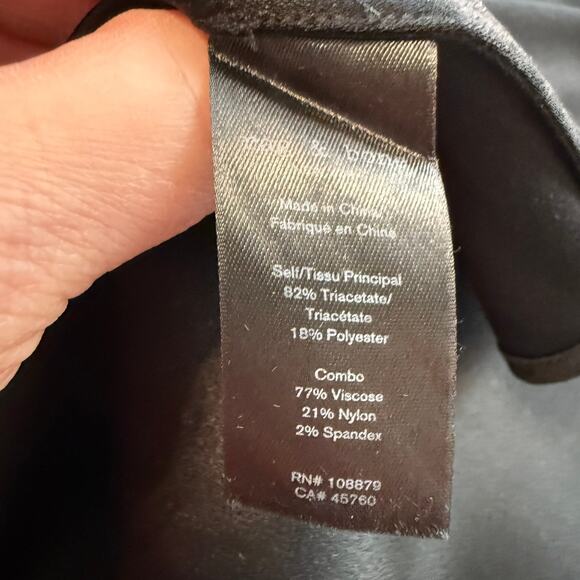 Made in China
Fabriqué en Chine
Self/Tissu Principal
82% Triacetate/
Triacétate
18% Polyester
Combo
77% Viscose
21% Nylon
2% Spandex
RN# 108879
CA# 45760